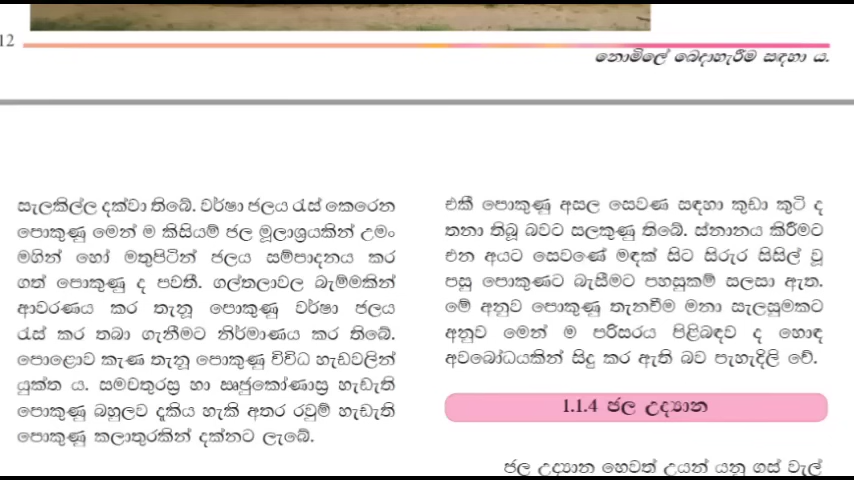 12
නොමිලේ බෙදාහැරීම සඳහා ය.
සැලකිල්ල දක්වා තිබේ. වර්ෂා ජලය රැස් කෙරෙන
පොකුණු මෙන් ම කිසියම් ජල මූලාශ්‍රයකින් උමං
මගින් හෝ මතුපිටින් ජලය සම්පාදනය කර
ගත් පොකුණු ද පවතී. ගල්තලාවල බැම්මකින්
ආවරණය කර තැනූ පොකුණු වර්ෂා ජලය
රැස් කර තබා ගැනීමට නිර්මාණය කර තිබේ.
පොළොව කැණ තැනූ පොකුණු විවිධ හැඩවලින්
යුක්ත ය. සමචතුරස්‍ර හා ඍජුකෝණාස්‍ර හැඩැති
පොකුණු බහුලව දැකිය හැකි අතර රවුම් හැඩැති
පොකුණු කලාතුරකින් දක්නට ලැබේ.
එකී පොකුණු අසල සෙවණ සඳහා කුඩා කුටි ද
තනා තිබූ බවට සලකුණු තිබේ. ස්නානය කිරීමට
එන අයට සෙවණේ මඳක් සිට සිරුර සිසිල් වූ
පසු පොකුණට බැසීමට පහසුකම් සලසා ඇත.
මේ අනුව පොකුණු තැනවීම මනා සැලසුමකට
අනුව මෙන් ම පරිසරය පිළිබඳව ද හොඳ
අවබෝධයකින් සිදු කර ඇති බව පැහැදිලි වේ.
1.1.4 ජල උද්‍යාන
ජල උද්‍යාන හෙවත් උයන් යනු ගස් වැල්